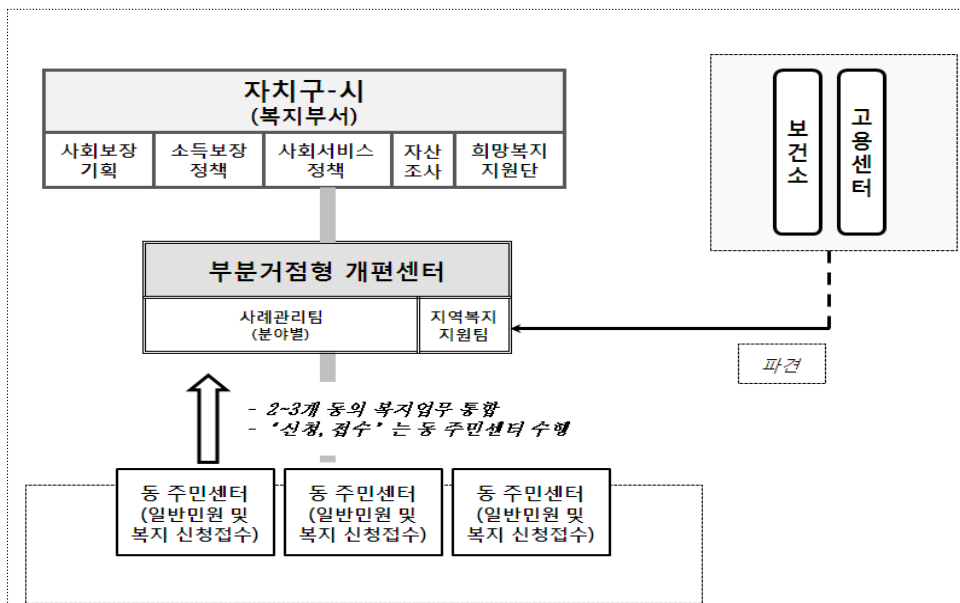 자치구-시
(복지부서)
사회보장
기획
소득보장
정책
사회서비스
정책
자산
조사
희망복지
지원단
보건소
고용센터
부분거점형 개편센터
사례관리팀
(분야별)
지역복지
지원팀
파견
- 2~3개 동의 복지업무 통합
- ‘신청, 접수’는 동 주민센터 수행
동 주민센터
(일반민원 및
복지 신청접수)
동 주민센터
(일반민원 및
복지 신청접수)
동 주민센터
(일반민원 및
복지 신청접수)